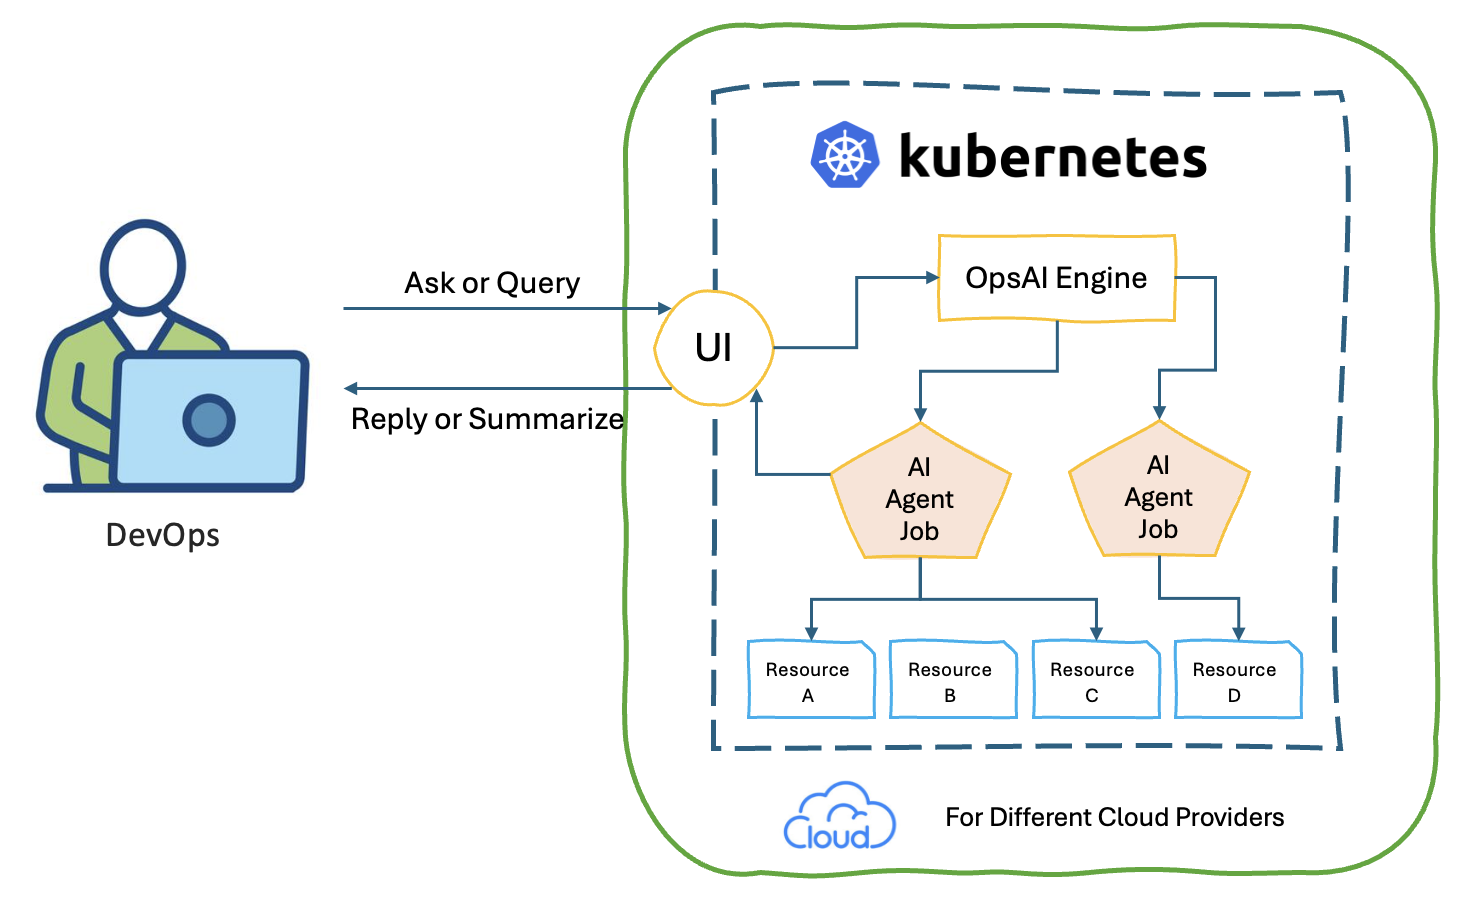 kubernetes
OpsAI Engine
Ask or Query
UI
Reply or Summarize
DevOps
AI
Agent
Job
AI
Agent
Job
Resource
A
Resource
B
Resource
C
Resource
D
Cloud
For Different Cloud Providers